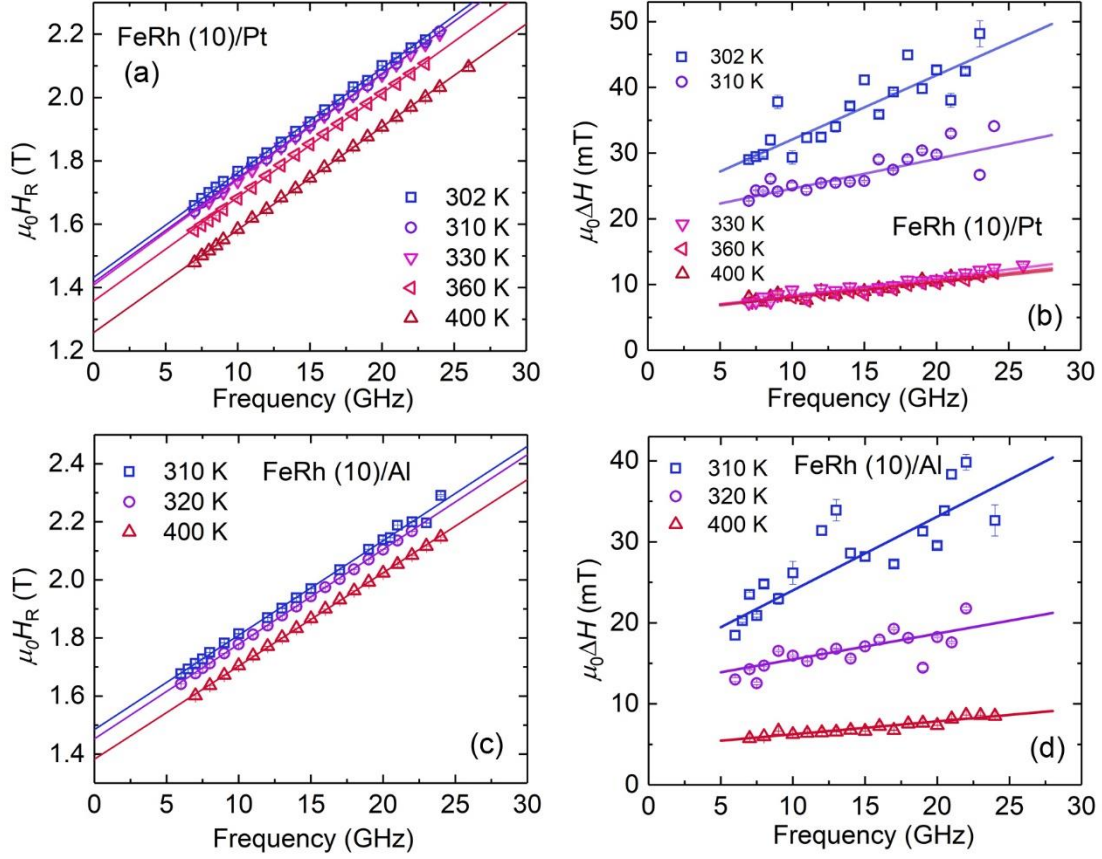 FeRh (10)/Pt
(a)
2.2
2.0
1.8
1.6
1.4
1.2
μ₀H_R (T)
302 K
310 K
330 K
360 K
400 K
0 5 10 15 20 25 30
Frequency (GHz)
50
40
30
20
10
0
μ₀ΔH (mT)
302 K
310 K
330 K
360 K
400 K
FeRh (10)/Pt
(b)
0 5 10 15 20 25 30
Frequency (GHz)
2.4
2.2
2.0
1.8
1.6
1.4
μ₀H_R (T)
310 K
320 K
400 K
FeRh (10)/Al
(c)
0 5 10 15 20 25 30
Frequency (GHz)
40
30
20
10
0
μ₀ΔH (mT)
310 K
320 K
400 K
FeRh (10)/Al
(d)
0 5 10 15 20 25 30
Frequency (GHz)